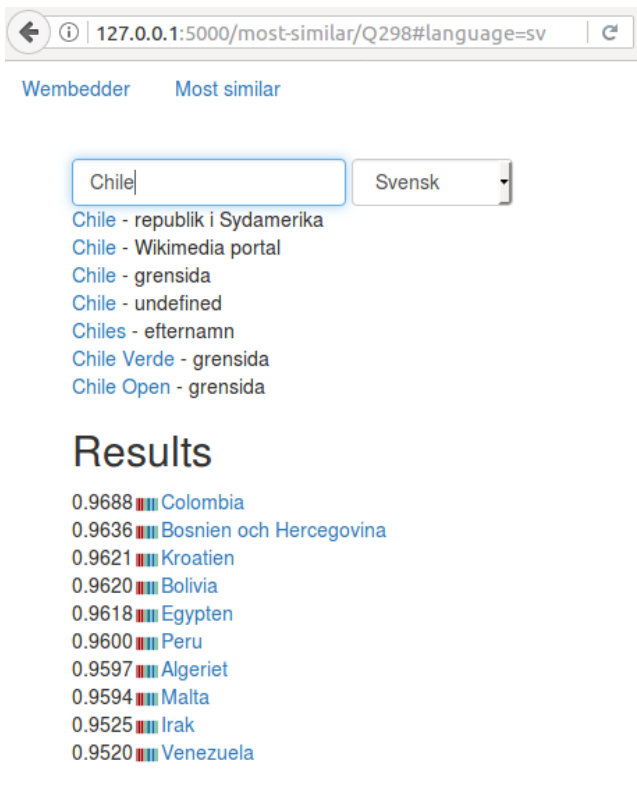 127.0.0.1:5000/most-similar/Q298#language=sv
Wembedder Most similar
Chile Svensk
Chile - republik i Sydamerika
Chile - Wikimedia portal
Chile - grensida
Chile - undefined
Chiles - efternamn
Chile Verde - grensida
Chile Open - grensida
Results
0.9688 Colombia
0.9636 Bosnien och Hercegovina
0.9621 Kroatien
0.9620 Bolivia
0.9618 Egypten
0.9600 Peru
0.9597 Algeriet
0.9594 Malta
0.9525 Irak
0.9520 Venezuela